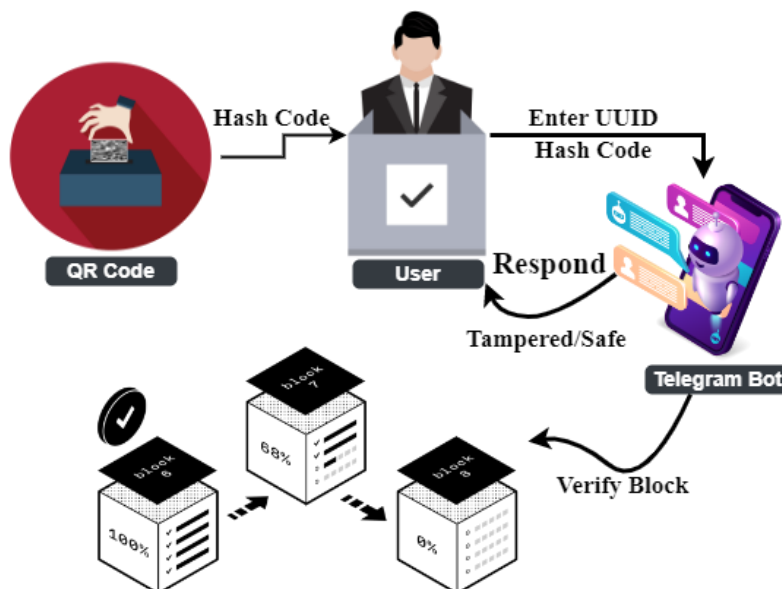 Hash Code
Enter UUID
Hash Code
QR Code
User
Respond
Tampered/Safe
Telegram Bot
block
7
68%
block
6
100%
block
8
0%
Verify Block